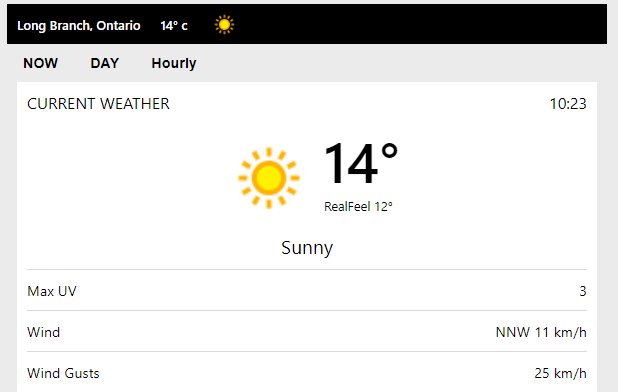 Long Branch, Ontario 14° c
NOW DAY Hourly
CURRENT WEATHER 10:23
14°
RealFeel 12°
Sunny
Max UV 3
Wind NNW 11 km/h
Wind Gusts 25 km/h